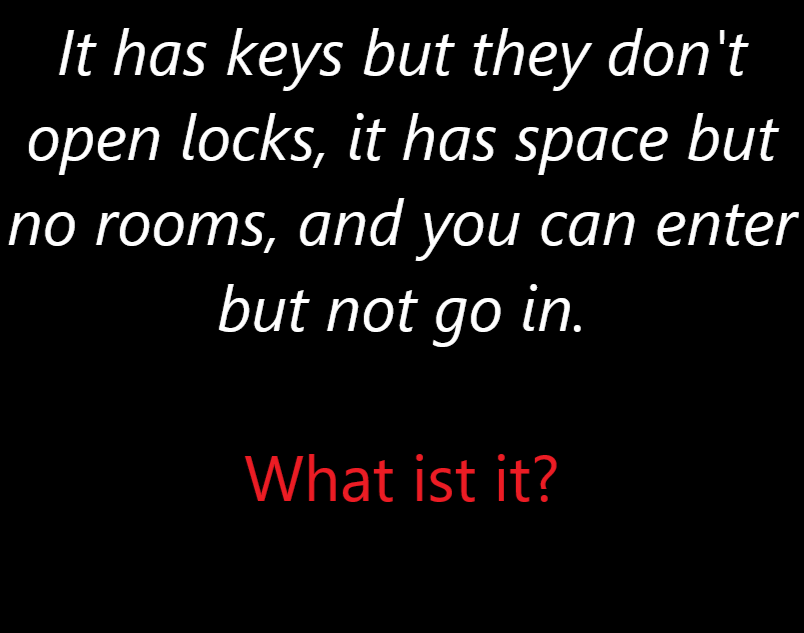 It has keys but they don't
open locks, it has space but
no rooms, and you can enter
but not go in.
What ist it?